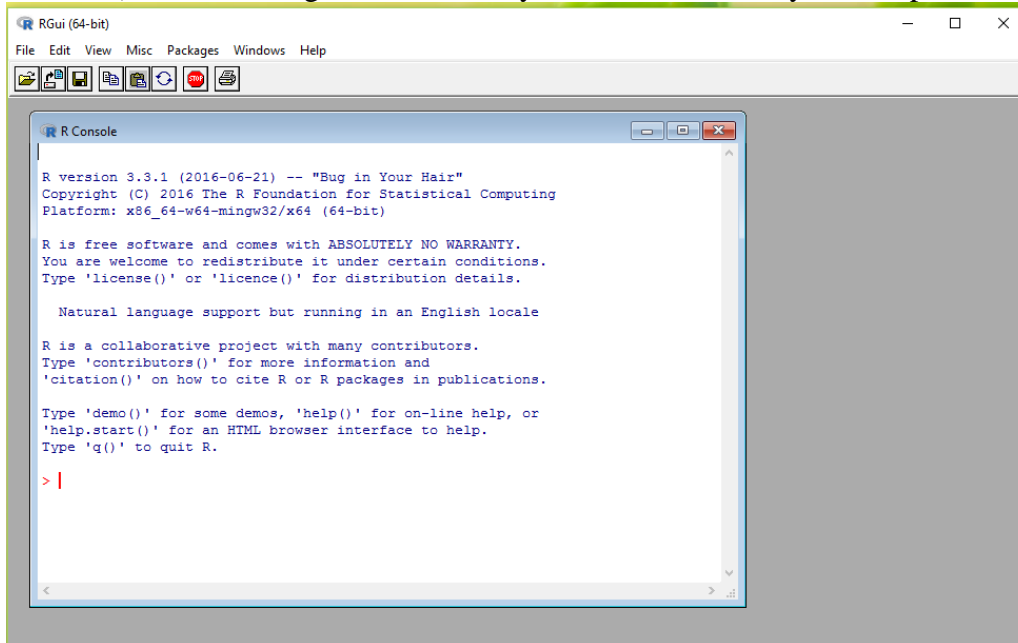 RGui (64-bit)
File Edit View Misc Packages Windows Help
STOP
R Console
R version 3.3.1 (2016-06-21) -- "Bug in Your Hair"
Copyright (C) 2016 The R Foundation for Statistical Computing
Platform: x86_64-w64-mingw32/x64 (64-bit)
R is free software and comes with ABSOLUTELY NO WARRANTY.
You are welcome to redistribute it under certain conditions.
Type 'license()' or 'licence()' for distribution details.
Natural language support but running in an English locale
R is a collaborative project with many contributors.
Type 'contributors()' for more information and
'citation()' on how to cite R or R packages in publications.
Type 'demo()' for some demos, 'help()' for on-line help, or
'help.start()' for an HTML browser interface to help.
Type 'q()' to quit R.
>